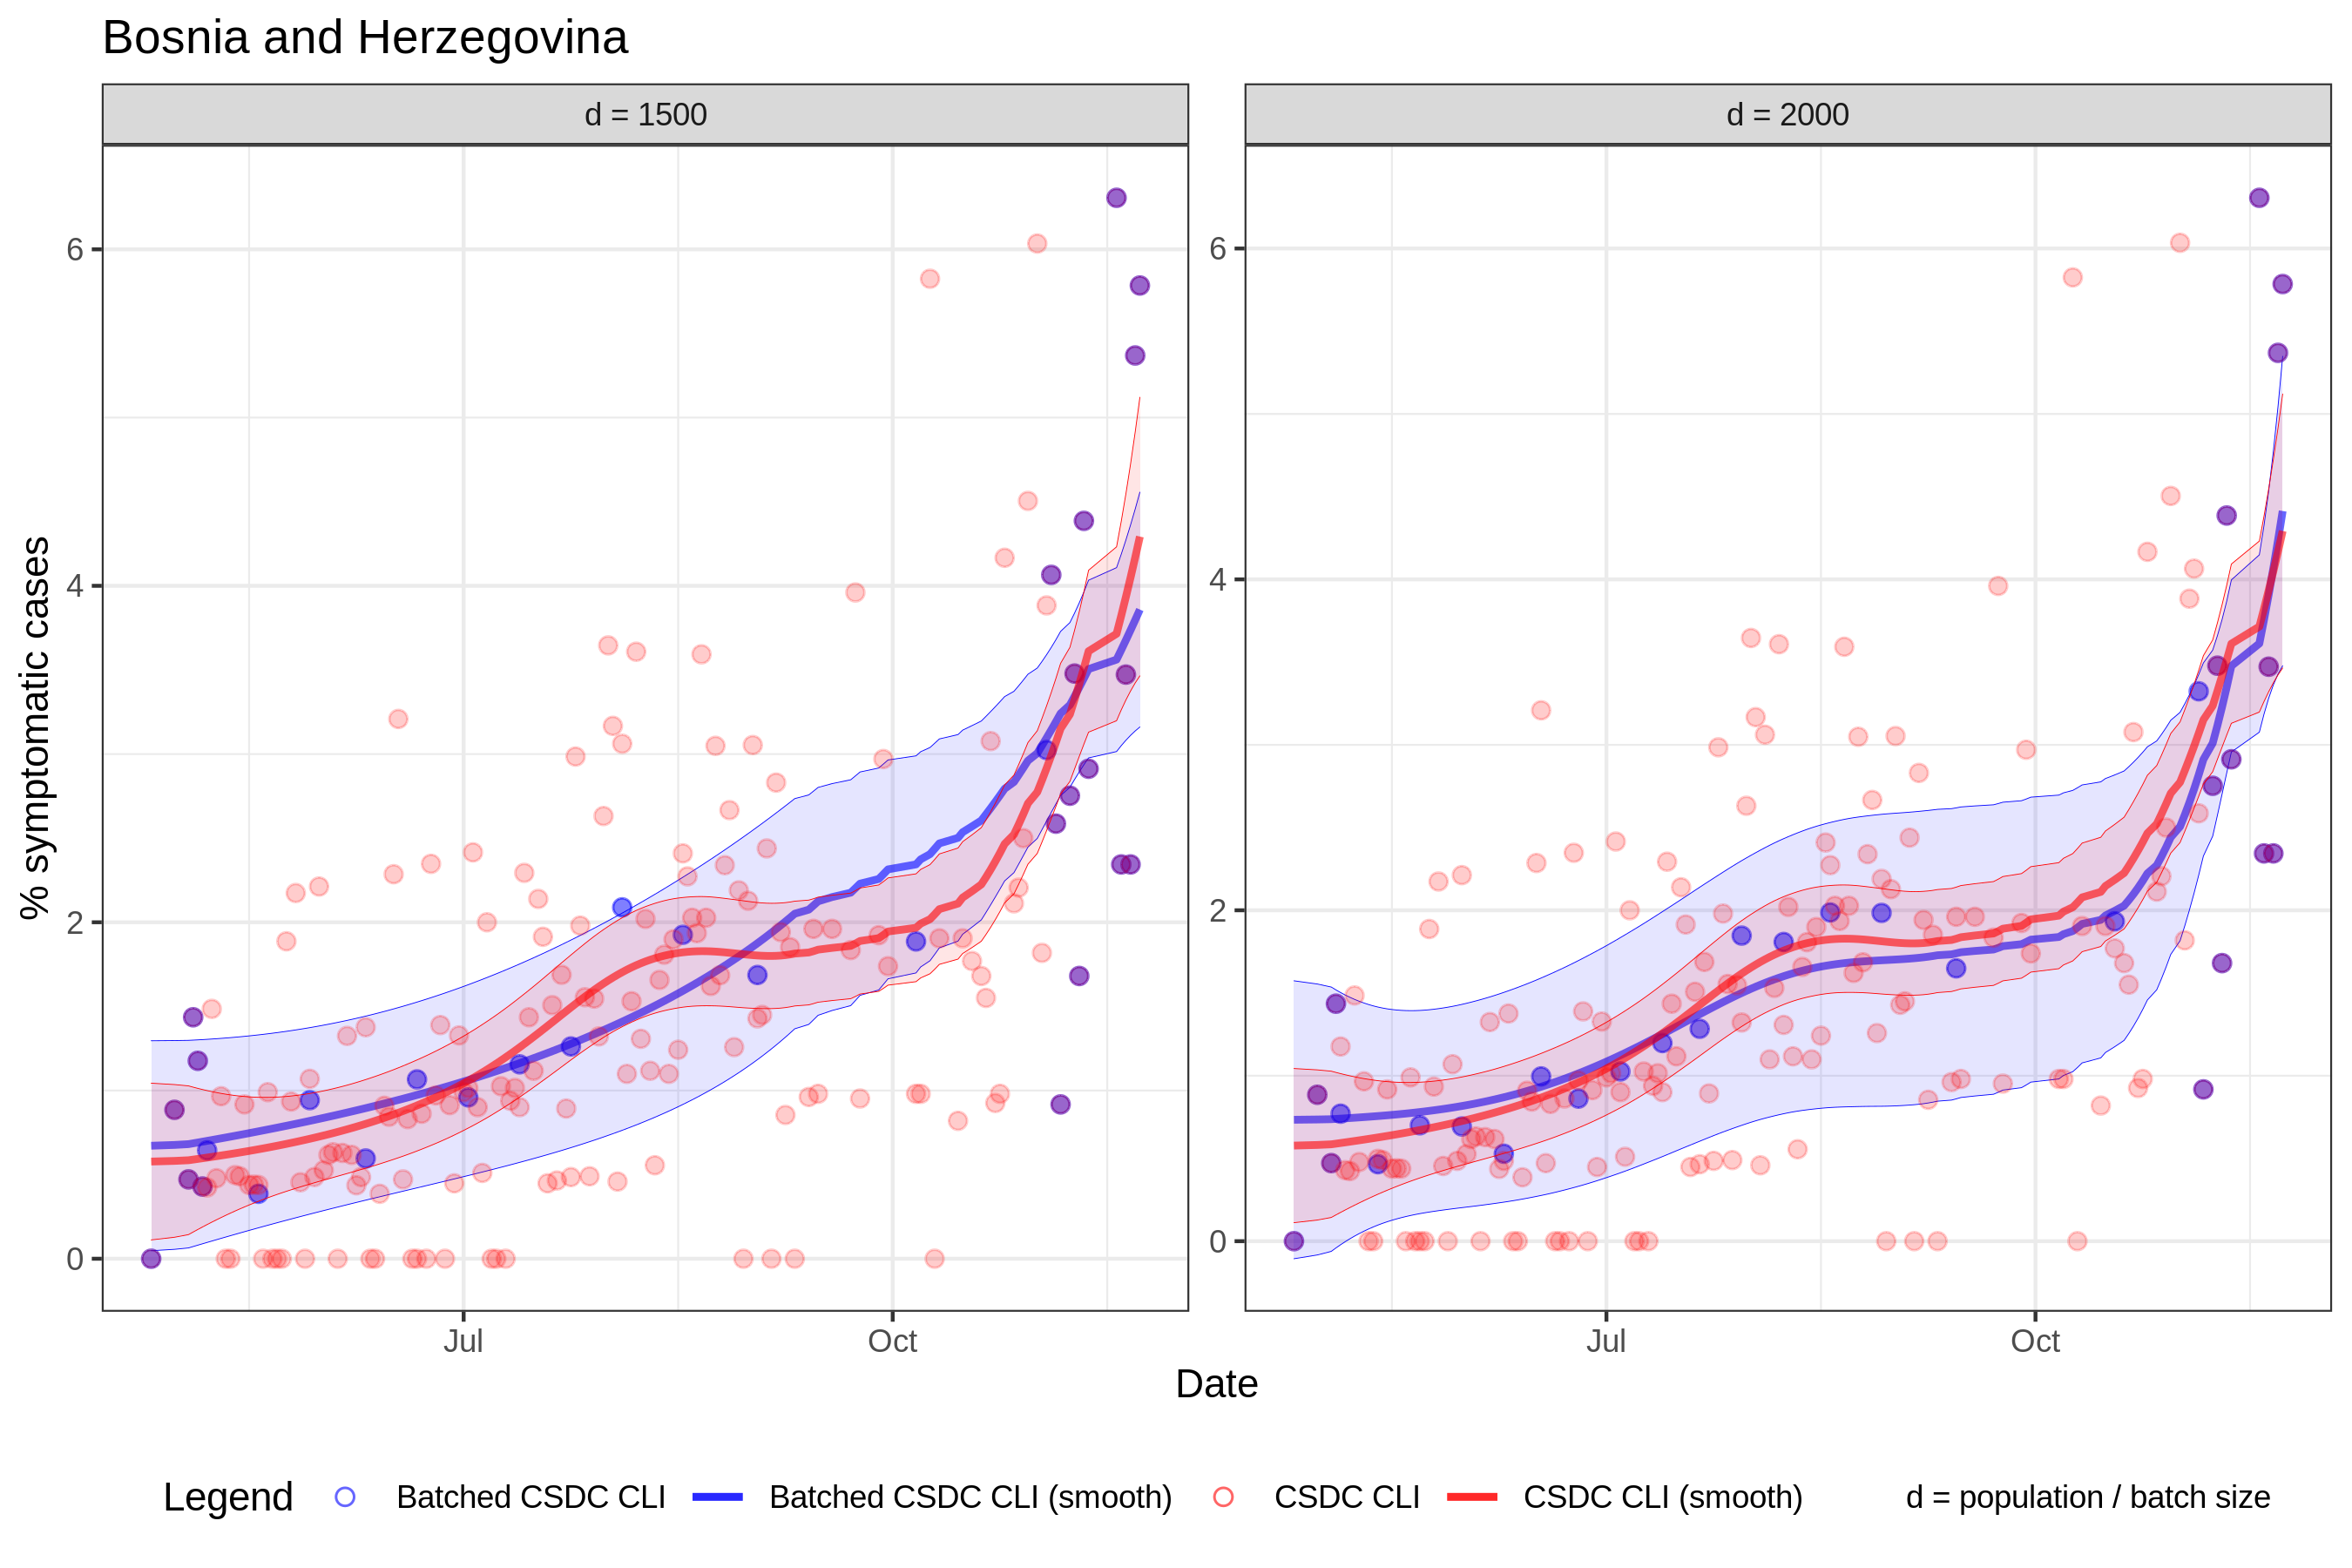 Bosnia and Herzegovina
d = 1500
d = 2000
% symptomatic cases
6
4
2
0
6
4
2
0
Jul
Oct
Jul
Oct
Date
Legend
Batched CSDC CLI
Batched CSDC CLI (smooth)
CSDC CLI
CSDC CLI (smooth)
d = population / batch size